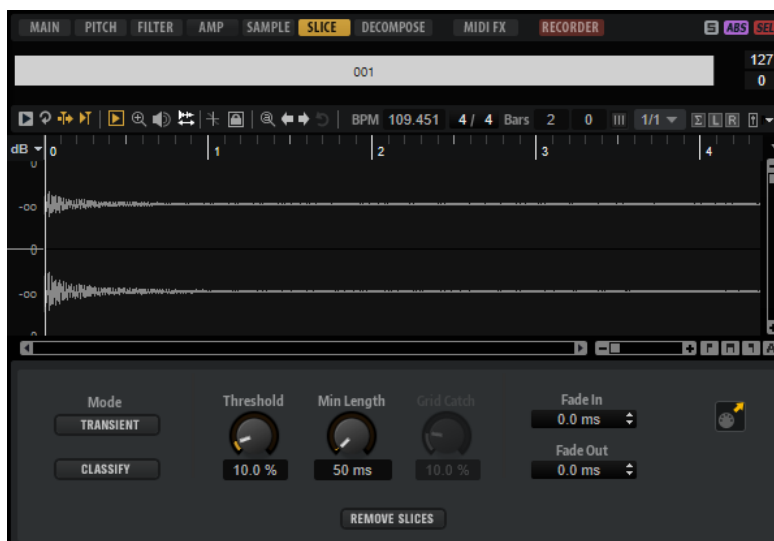 MAIN PITCH FILTER AMP SAMPLE SLICE DECOMPOSE MIDI FX RECORDER S ABS SEL
001 127
0
BPM 109.451 4 / 4 Bars 2 0 1/1 Σ L R
dB 0 1 2 3 4
0
-oo
0
-oo
0
Mode Threshold Min Length Grid Catch Fade In
TRANSIENT 0.0 ms
Fade Out
CLASSIFY 10.0 % 50 ms 10.0 % 0.0 ms
REMOVE SLICES